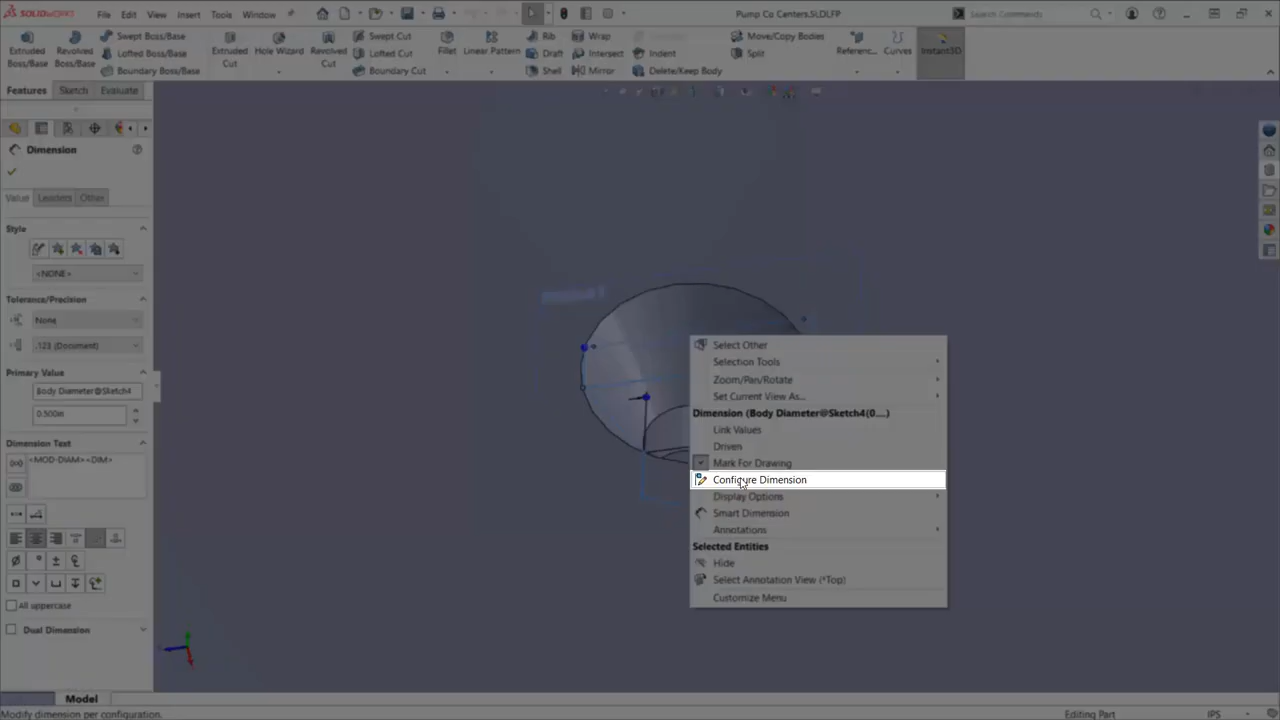 SOLIDWORKS File Edit View Insert Tools Window Pump Co Centers.SLDLFP Search Commands
Extruded Boss/Base
Revolved Boss/Base
Swept Boss/Base
Lofted Boss/Base
Boundary Boss/Base
Extruded Cut
Hole Wizard
Revolved Cut
Swept Cut
Lofted Cut
Boundary Cut
Fillet
Linear Pattern
Rib
Draft
Shell
Wrap
Intersect
Mirror
Indent
Delete/Keep Body
Move/Copy Bodies
Split
Referenc...
Curves
Instant3D
Features Sketch Evaluate
Dimension
Value Leaders Other
Style
<NONE>
Tolerance/Precision
None
.123 (Document)
Primary Value
Body Diameter@Sketch4
0.500in
Dimension Text
<MOD-DIAM><DIM>
All uppercase
Dual Dimension
Select Other
Selection Tools
Zoom/Pan/Rotate
Set Current View As...
Dimension (Body Diameter@Sketch4(0....)
Link Values
Driven
Mark For Drawing
Configure Dimension
Display Options
Smart Dimension
Annotations
Selected Entities
Hide
Select Annotation View (*Top)
Customize Menu
Model
Modify dimension per configuration. Editing Part IPS